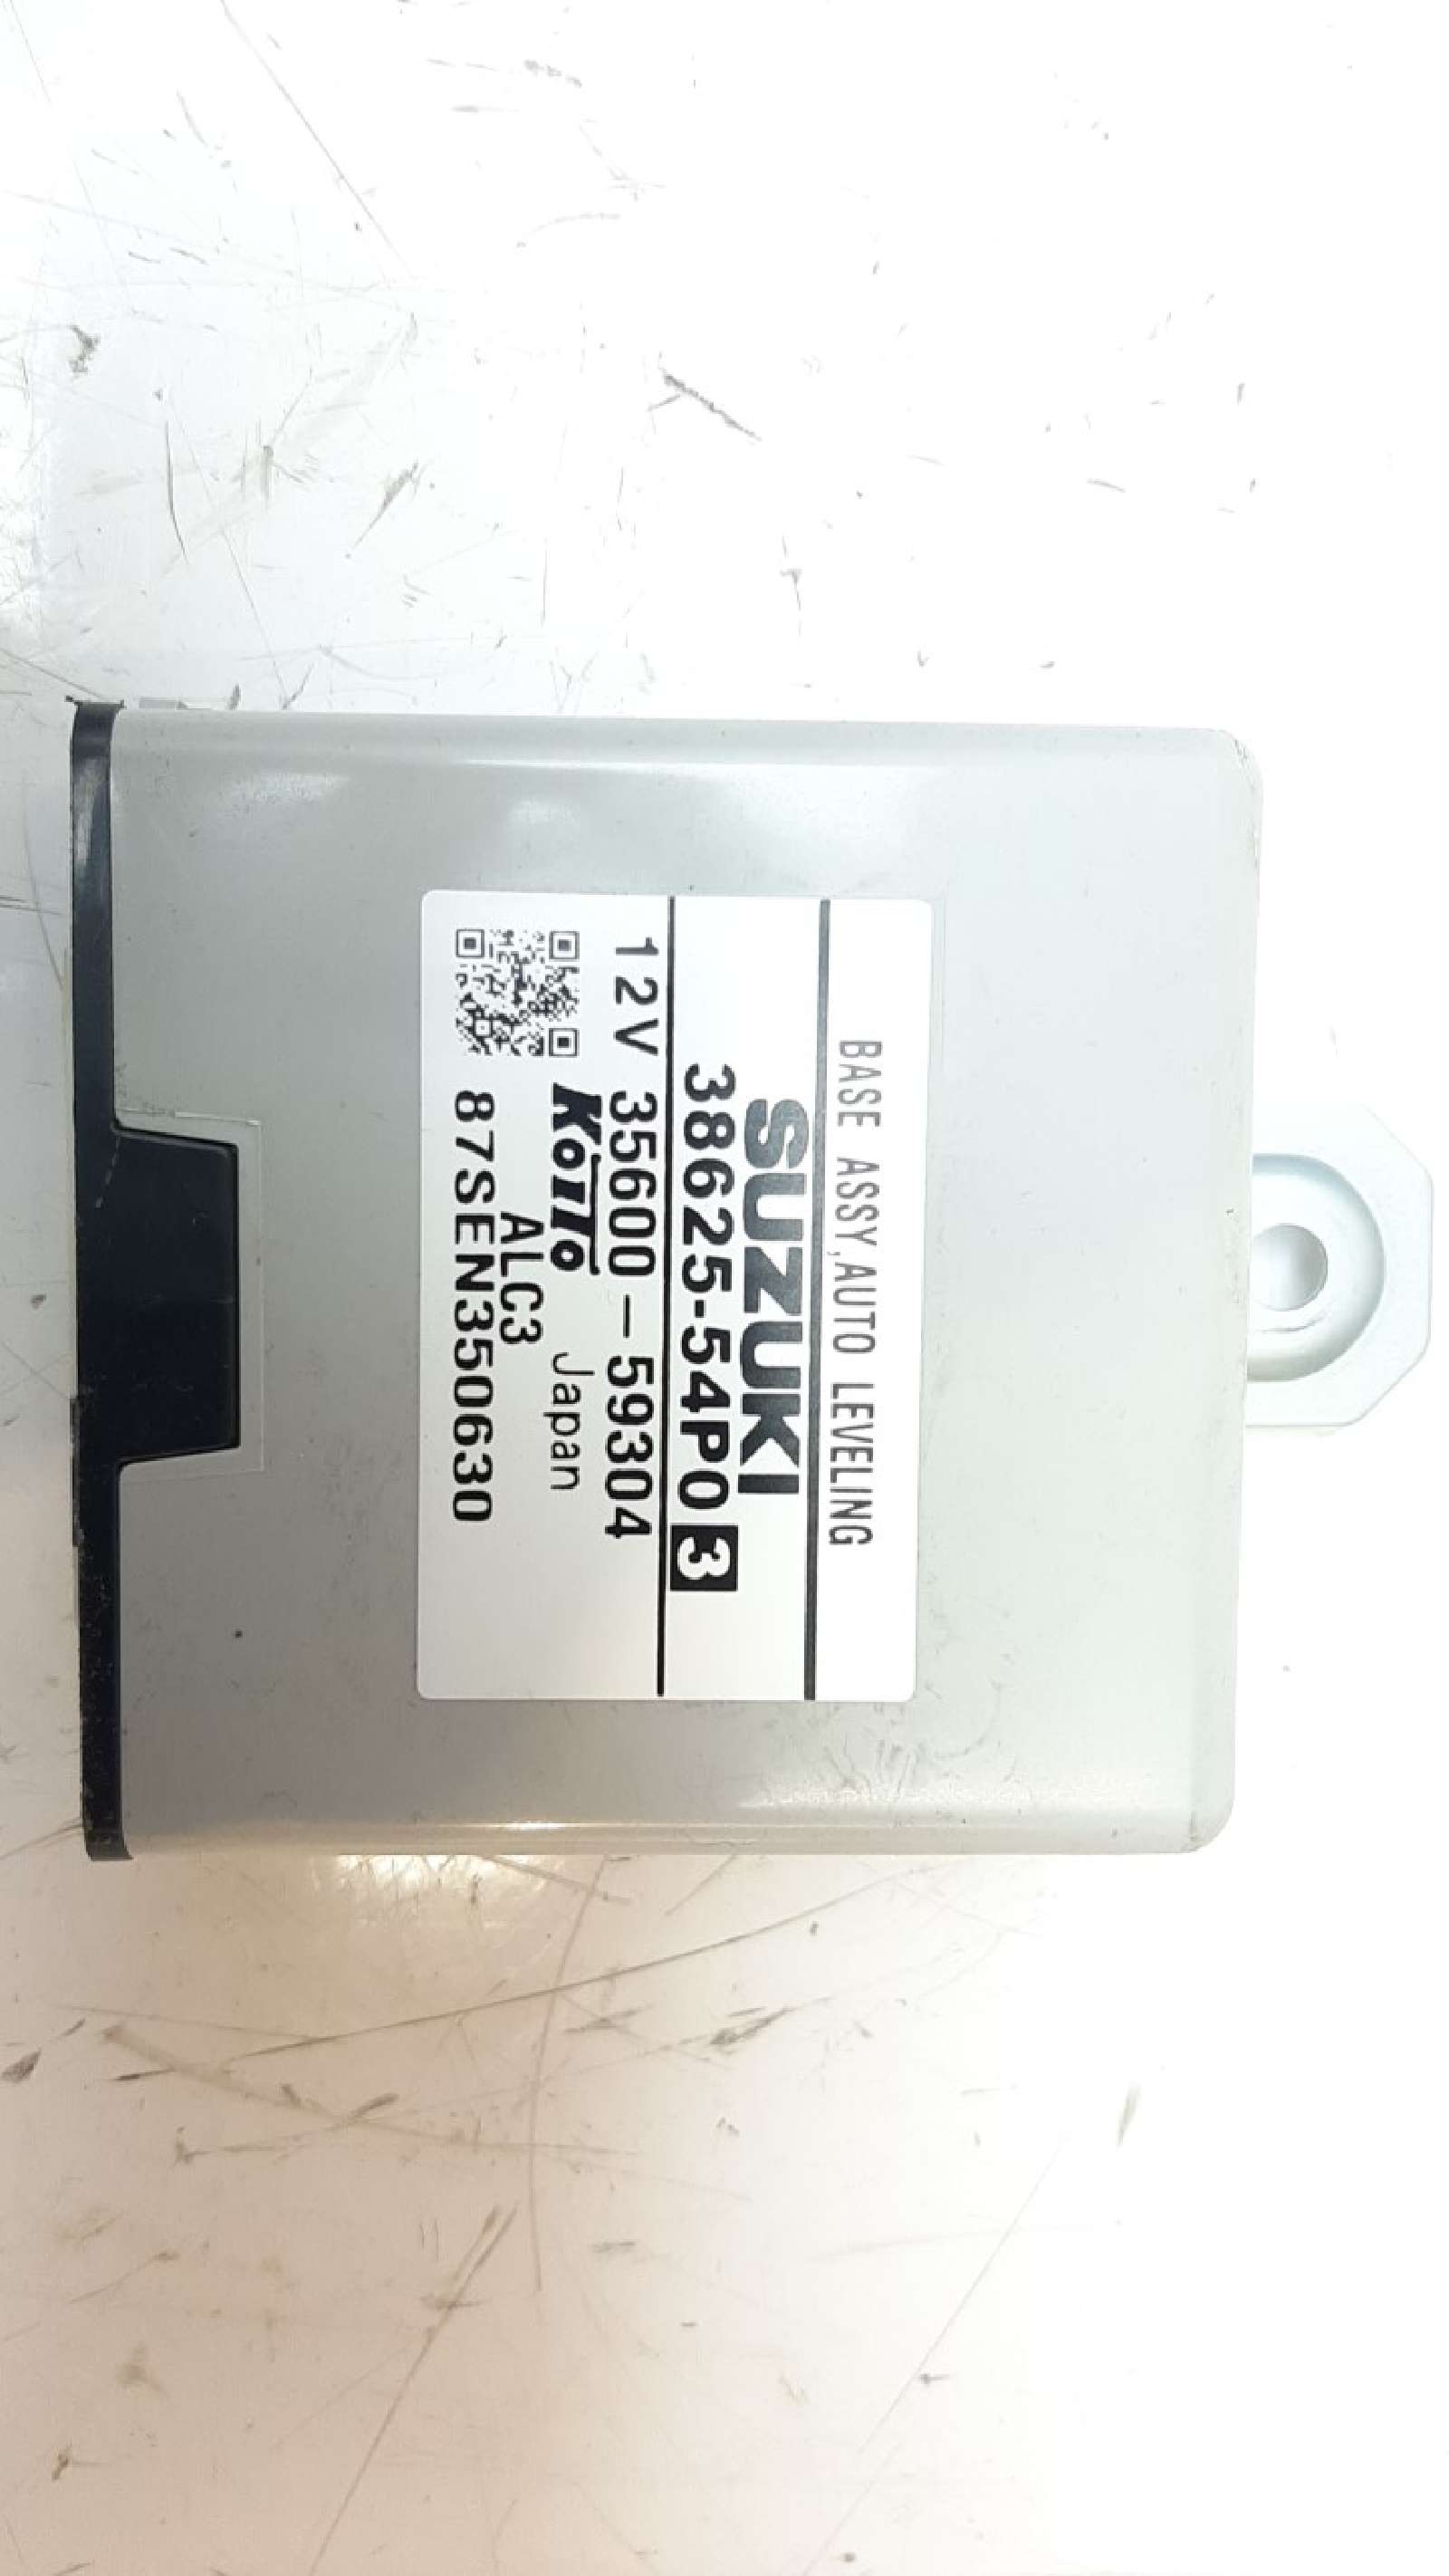 BASE ASSY,AUTO LEVELING
SUZUKI
38625-54P0 3
12V 35600-59304
KOITO Japan
ALC3
87SEN350630